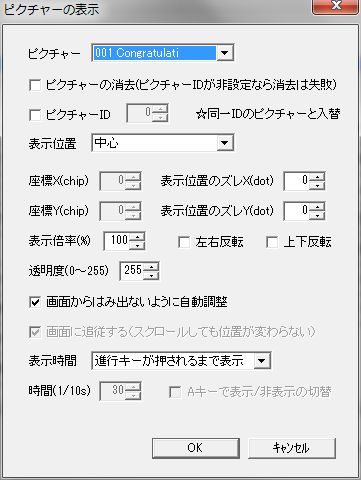 ピクチャーの表示
ピクチャー 001 Congratulati
ピクチャーの消去(ピクチャーIDが非設定なら消去は失敗)
ピクチャーID 0 ☆同一IDのピクチャーと入替
表示位置 中心
座標X(chip) 0 表示位置のズレX(dot) 0
座標Y(chip) 0 表示位置のズレY(dot) 0
表示倍率(%) 100 左右反転 上下反転
透明度(0～255) 255
画面からはみ出ないように自動調整
画面に追従する(スクロールしても位置が変わらない)
表示時間 進行キーが押されるまで表示
時間(1/10s) 30 Aキーで表示/非表示の切替
OK キャンセル